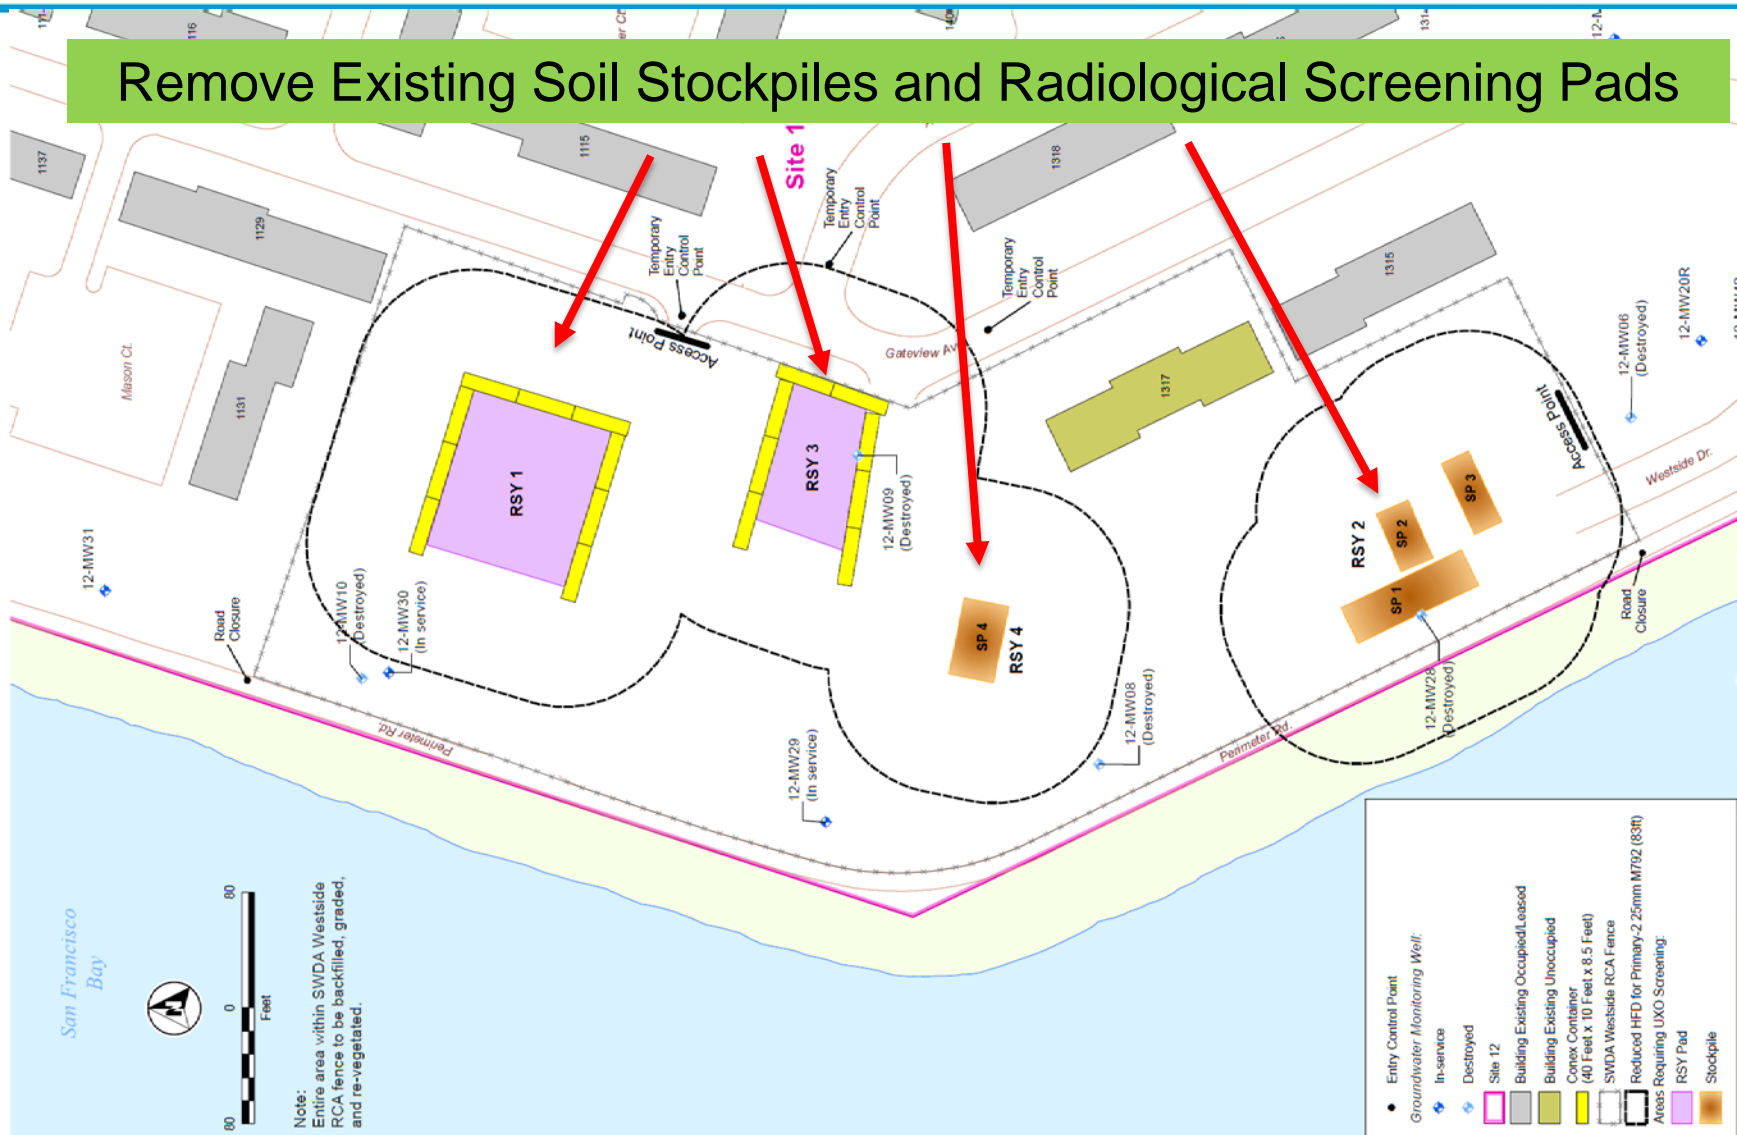 Remove Existing Soil Stockpiles and Radiological Screening Pads
Site 1
1137
1129
1131
1115
1318
1315
1317
116
Mason Ct.
er Ct
Temporary
Entry
Control
Point
Temporary
Entry
Control
Point
Temporary
Entry
Control
Point
Access Point
Gateview Av
RSY 1
RSY 3
12-MW09
(Destroyed)
12-MW31
Road
Closure
12-MW10
(Destroyed)
12-MW30
(In service)
Perimeter Rd.
SP 4
RSY 4
12-MW29
(In service)
12-MW08
(Destroyed)
Perimeter Rd.
RSY 2
SP 1
SP 2
SP 3
12-MW28
(Destroyed)
Access Point
Road
Closure
Westside Dr.
12-MW06
(Destroyed)
12-MW20R
San Francisco
Bay
N
80
0
80
Feet
Note:
Entire area within SWDA Westside
RCA fence to be backfilled, graded,
and re-vegetated.
Entry Control Point
Groundwater Monitoring Well:
In-service
Destroyed
Site 12
Building Existing Occupied/Leased
Building Existing Unoccupied
Conex Container
(40 Feet x 10 Feet x 8.5 Feet)
SWDA Westside RCA Fence
Reduced HFD for Primary-2 25mm M792 (83ft)
Areas Requiring UXO Screening:
RSY Pad
Stockpile